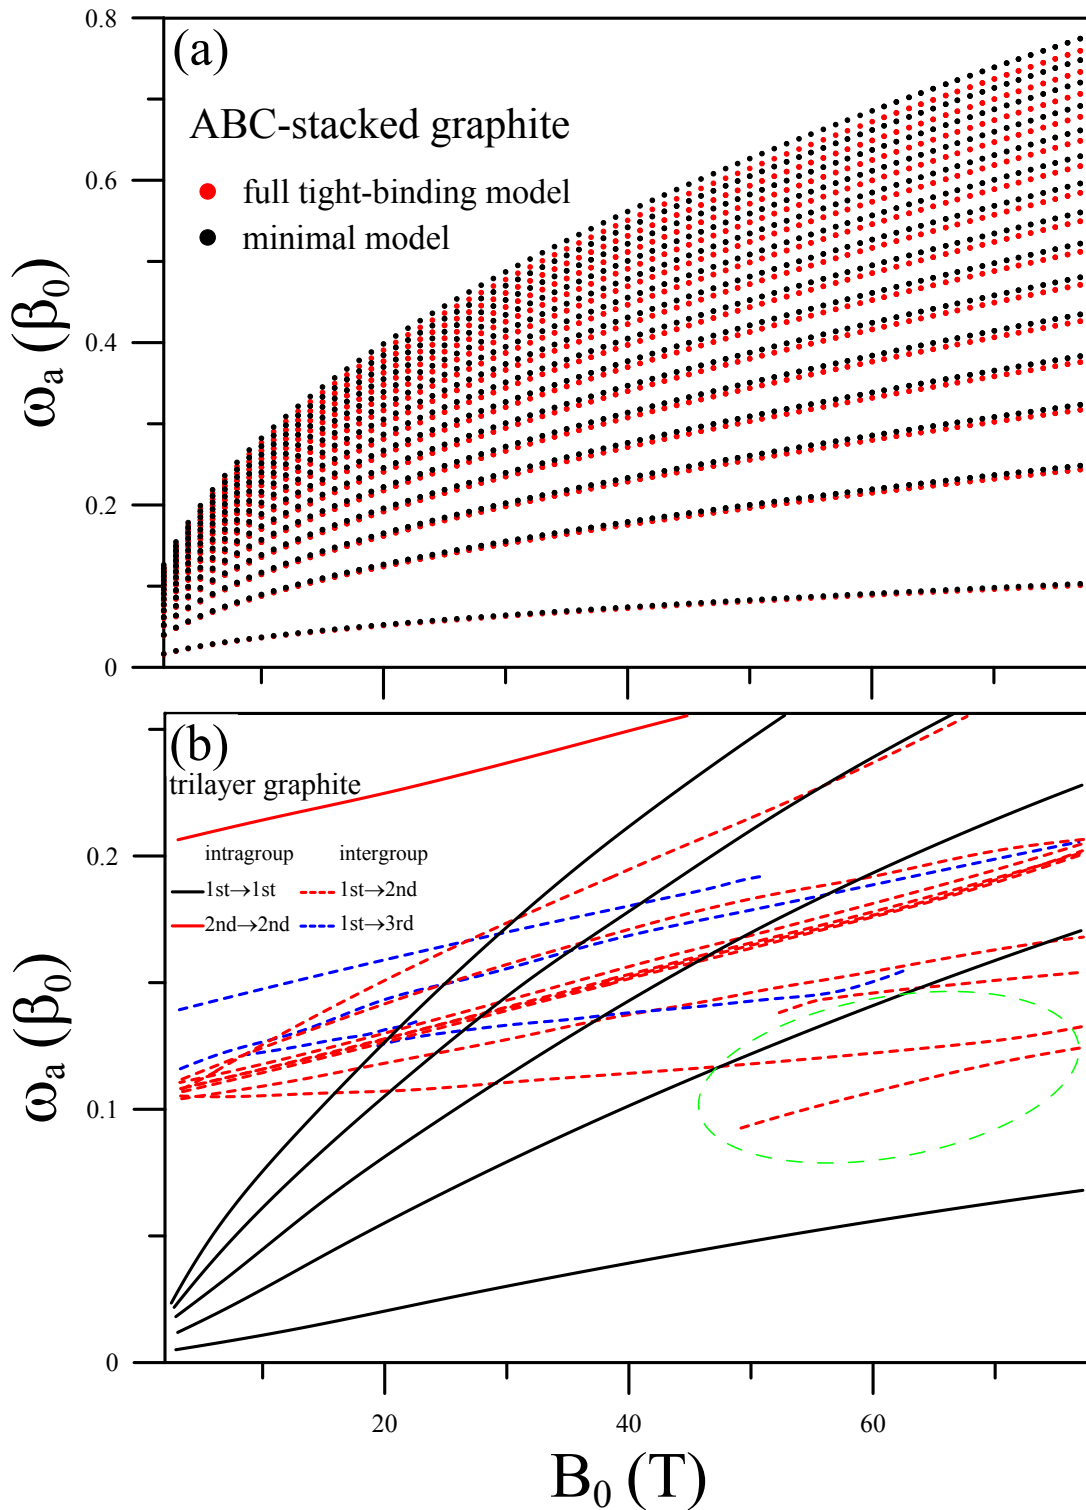 0.8
(a)
ABC-stacked graphite
full tight-binding model
minimal model
0.6
0.4
0.2
0
ωa (β0)
(b)
trilayer graphite
intragroup intergroup
1st→1st 1st→2nd
2nd→2nd 1st→3rd
0.2
0.1
0
ωa (β0)
20 40 60
B0 (T)